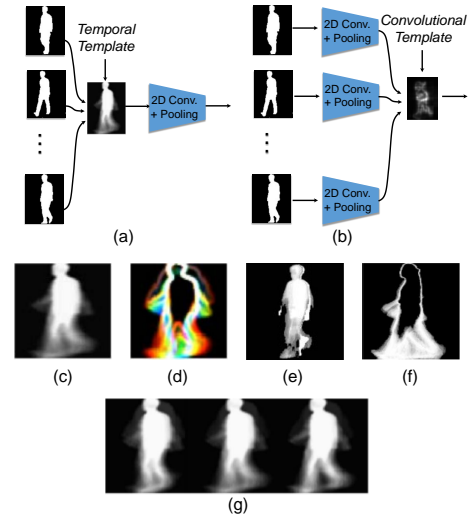 Temporal
Template
2D Conv.
+ Pooling
(a)
2D Conv.
+ Pooling
Convolutional
Template
2D Conv.
+ Pooling
2D Conv.
+ Pooling
(b)
(c)
(d)
(e)
(f)
(g)